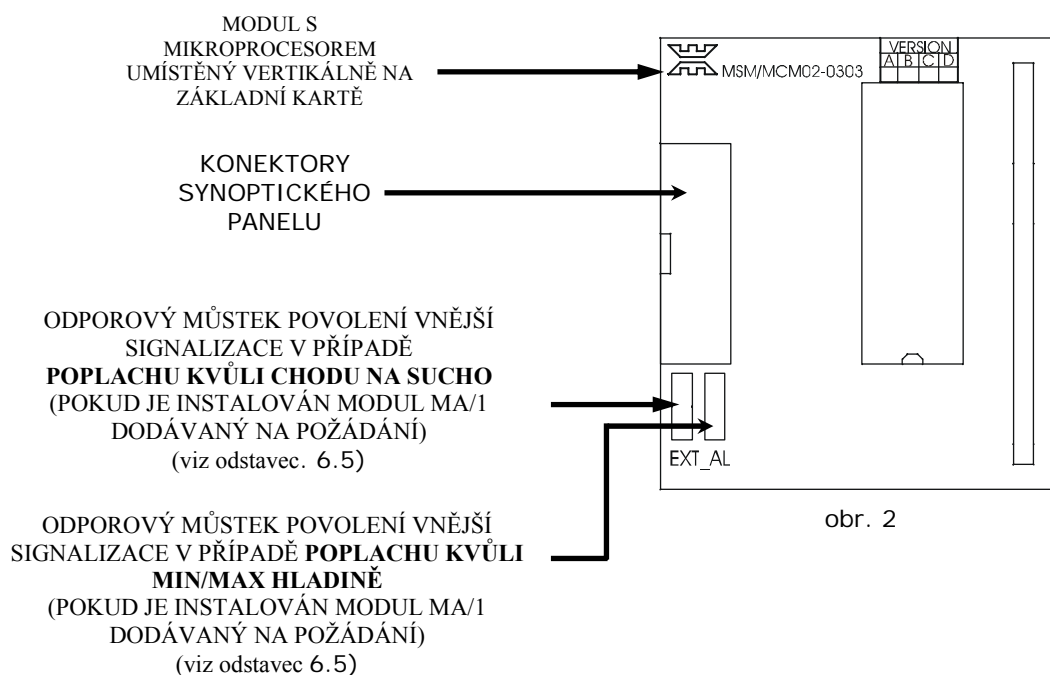 MODUL S
MIKROPROCESOREM
UMÍSTĚNÝ VERTIKÁLNĚ NA
ZÁKLADNÍ KARTĚ
KONEKTORY
SYNOPTICKÉHO
PANELU
ODPOROVÝ MŮSTEK POVOLENÍ VNĚJŠÍ
SIGNALIZACE V PŘÍPADĚ
POPLACHU KVŮLI CHODU NA SUCHO
(POKUD JE INSTALOVÁN MODUL MA/1
DODÁVANÝ NA POŽÁDÁNÍ)
(viz odstavec. 6.5)
ODPOROVÝ MŮSTEK POVOLENÍ VNĚJŠÍ
SIGNALIZACE V PŘÍPADĚ POPLACHU KVŮLI
MIN/MAX HLADINĚ
(POKUD JE INSTALOVÁN MODUL MA/1
DODÁVANÝ NA POŽÁDÁNÍ)
(viz odstavec 6.5)
VERSION
A B C D
MSM/MCM02-0303
EXT_AL
obr. 2